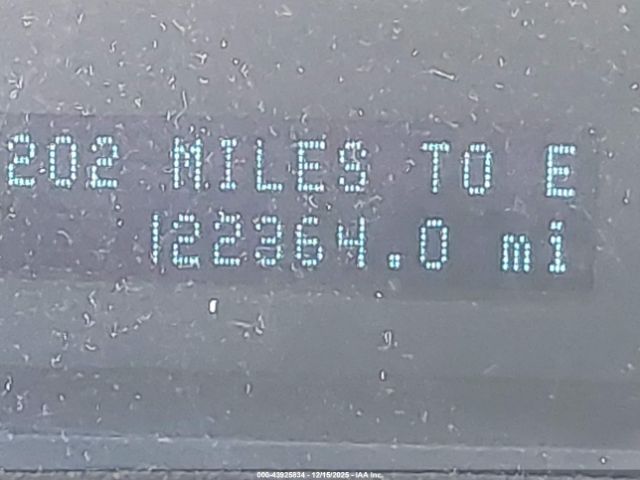 202 MILES TO E
122364.0 mi
000-43925834 - 12/15/2025 - IAA Inc.